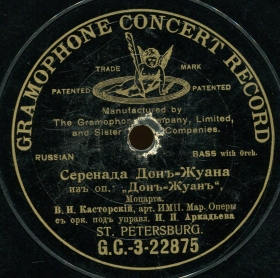 GRAMOPHONE CONCERT RECORD
TRADE MARK
PATENTED PATENTED
Manufactured by
The Gramophone Company, Limited,
and Sister Companies.
RUSSIAN BASS with Orch.
Серенада Донъ-Жуана
изъ оп.: „Донъ-Жуанъ“,
Моцарта.
В. И. Касторскiй, арт. ИМП. Мар. Оперы
съ орк. подъ управл. И. П. Аркадьева
ST. PETERSBURG.
G.C.-3-22875